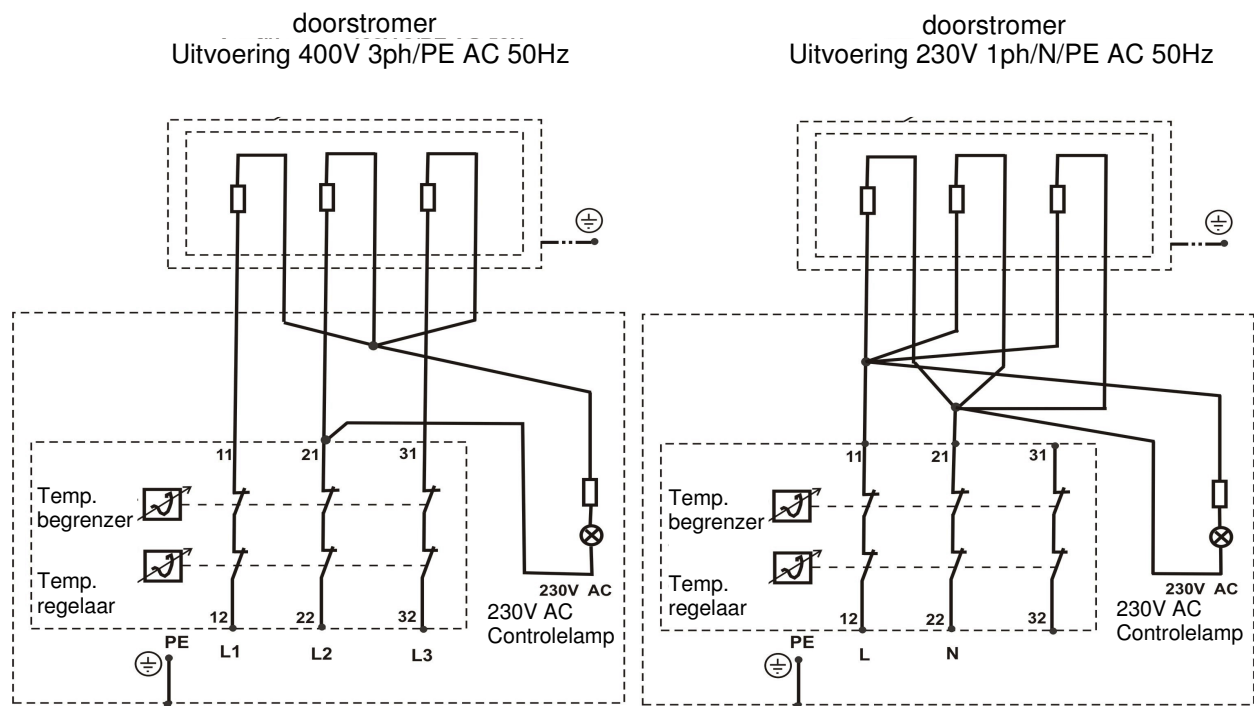 doorstromer
Uitvoering 400V 3ph/PE AC 50Hz
11
21
31
Temp.
begrenzer
Temp.
regelaar
230V AC
230V AC
Controlelamp
12
22
32
PE
L1
L2
L3
doorstromer
Uitvoering 230V 1ph/N/PE AC 50Hz
11
21
31
Temp.
begrenzer
Temp.
regelaar
230V AC
230V AC
Controlelamp
12
22
32
PE
L
N